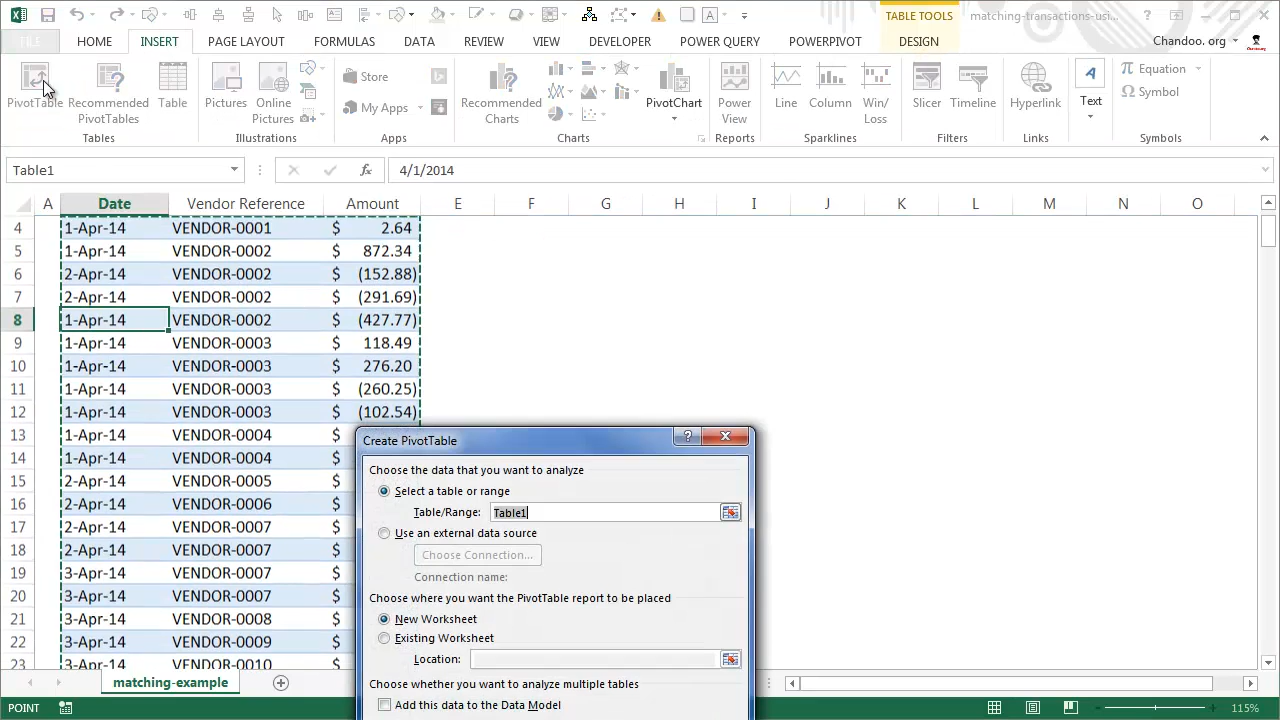 TABLE TOOLS matching-transactions-usi...
FILE HOME INSERT PAGE LAYOUT FORMULAS DATA REVIEW VIEW DEVELOPER POWER QUERY POWERPIVOT DESIGN Chandoo. org
PivotTable Recommended PivotTables Table Pictures Online Pictures Store My Apps Recommended Charts PivotChart Power View Line Column Win/ Loss Slicer Timeline Hyperlink Text Equation Symbol
Tables Illustrations Apps Charts Reports Sparklines Filters Links Symbols
Table1 fx 4/1/2014
A Date Vendor Reference Amount E F G H I J K L M N O
4 1-Apr-14 VENDOR-0001 $ 2.64
5 1-Apr-14 VENDOR-0002 $ 872.34
6 2-Apr-14 VENDOR-0002 $ (152.88)
7 2-Apr-14 VENDOR-0002 $ (291.69)
8 1-Apr-14 VENDOR-0002 $ (427.77)
9 1-Apr-14 VENDOR-0003 $ 118.49
10 1-Apr-14 VENDOR-0003 $ 276.20
11 1-Apr-14 VENDOR-0003 $ (260.25)
12 1-Apr-14 VENDOR-0003 $ (102.54)
13 1-Apr-14 VENDOR-0004 $
14 1-Apr-14 VENDOR-0004 $
15 2-Apr-14 VENDOR-0005 $
16 2-Apr-14 VENDOR-0006 $
17 2-Apr-14 VENDOR-0007 $
18 2-Apr-14 VENDOR-0007 $
19 3-Apr-14 VENDOR-0007 $
20 3-Apr-14 VENDOR-0007 $
21 3-Apr-14 VENDOR-0008 $
22 3-Apr-14 VENDOR-0009 $
23 3-Apr-14 VENDOR-0010 $
Create PivotTable
Choose the data that you want to analyze
Select a table or range
Table/Range: Table1
Use an external data source
Choose Connection...
Connection name:
Choose where you want the PivotTable report to be placed
New Worksheet
Existing Worksheet
Location:
Choose whether you want to analyze multiple tables
Add this data to the Data Model
matching-example
POINT 115%